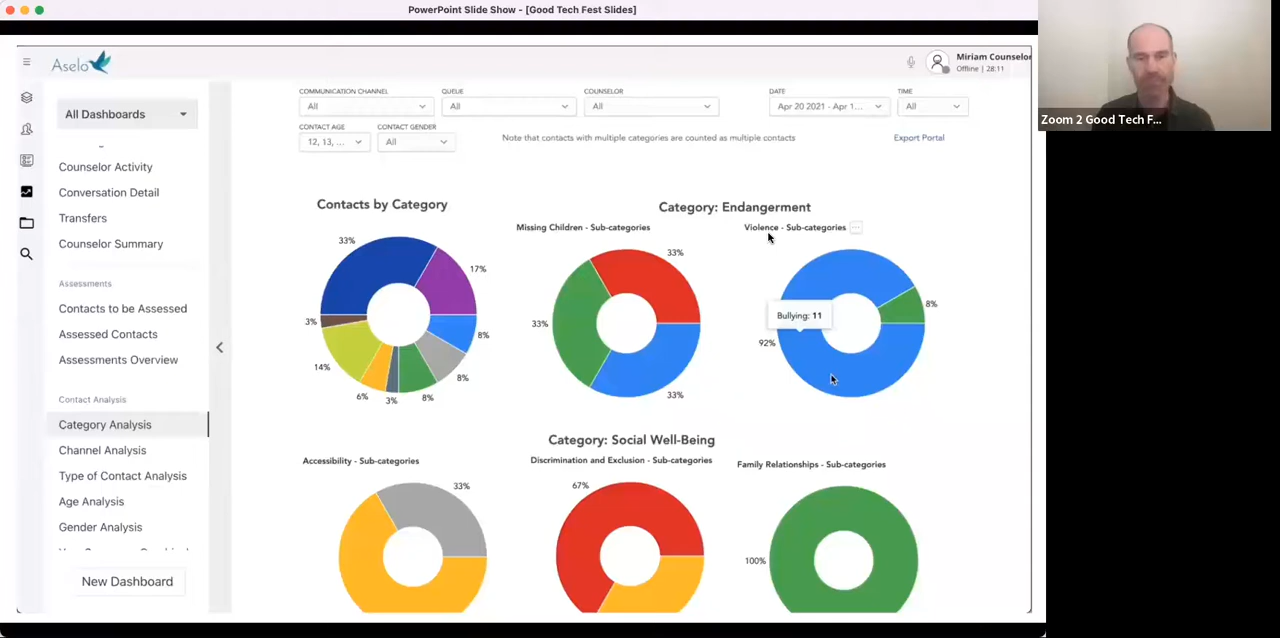 PowerPoint Slide Show - [Good Tech Fest Slides]
Aselo
Miriam Counselor
Offline | 28:11
All Dashboards
Counselor Activity
Conversation Detail
Transfers
Counselor Summary
Assessments
Contacts to be Assessed
Assessed Contacts
Assessments Overview
Contact Analysis
Category Analysis
Channel Analysis
Type of Contact Analysis
Age Analysis
Gender Analysis
New Dashboard
COMMUNICATION CHANNEL
All
QUEUE
All
COUNSELOR
All
DATE
Apr 20 2021 - Apr 1...
TIME
All
CONTACT AGE
12, 13, ...
CONTACT GENDER
All
Note that contacts with multiple categories are counted as multiple contacts
Export Portal
Contacts by Category
33%
17%
8%
8%
8%
3%
6%
14%
3%
Category: Endangerment
Missing Children - Sub-categories
33%
33%
33%
Violence - Sub-categories
8%
92%
Bullying: 11
Category: Social Well-Being
Accessibility - Sub-categories
33%
Discrimination and Exclusion - Sub-categories
67%
Family Relationships - Sub-categories
100%
Zoom 2 Good Tech F...